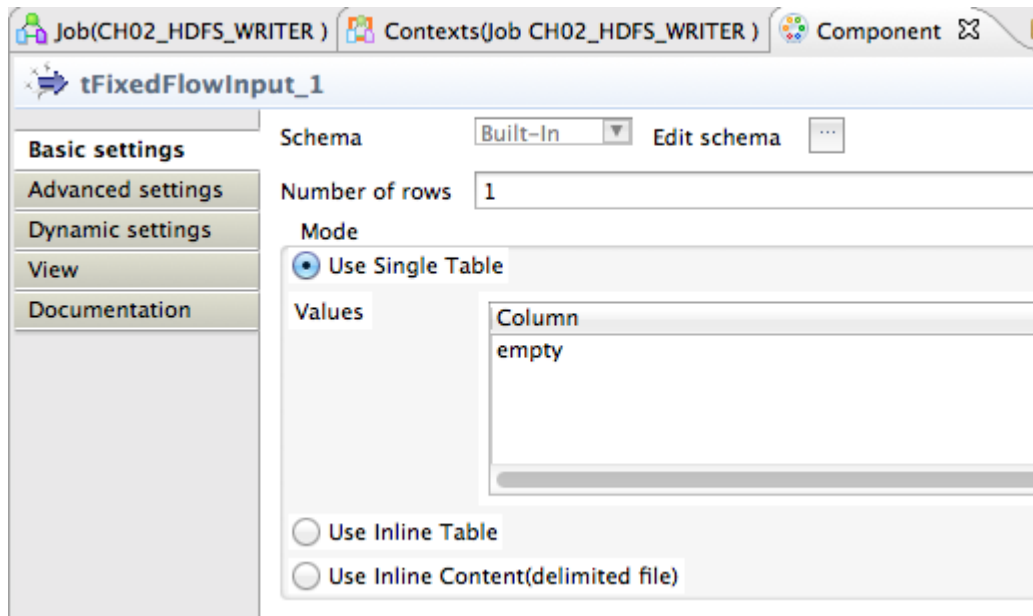 Job(CH02_HDFS_WRITER ) Contexts(Job CH02_HDFS_WRITER ) Component
tFixedFlowInput_1
Basic settings
Advanced settings
Dynamic settings
View
Documentation
Schema Built-In Edit schema ...
Number of rows 1
Mode
Use Single Table
Values
Column
empty
Use Inline Table
Use Inline Content(delimited file)